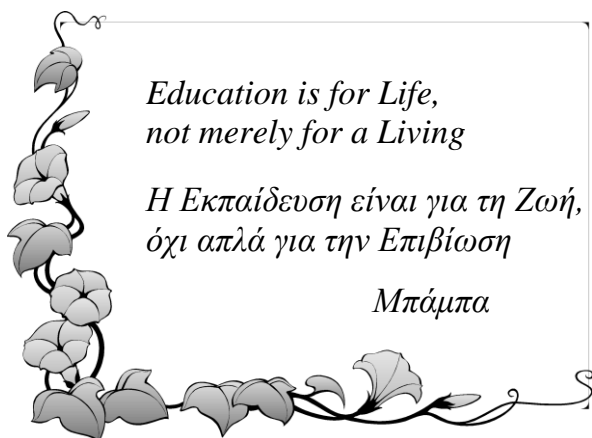 Education is for Life,
not merely for a Living
Η Εκπαίδευση είναι για τη Ζωή,
όχι απλά για την Επιβίωση
Μπάμπα